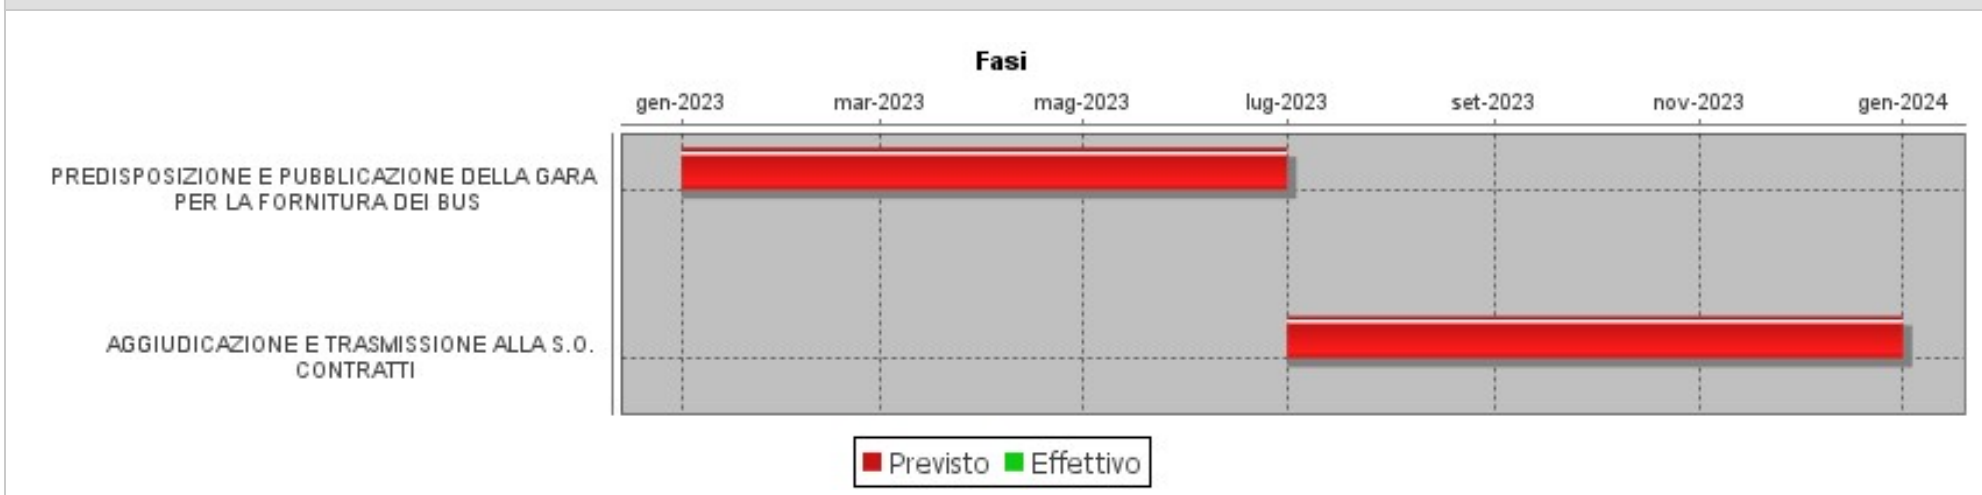 Fasi
gen-2023 mar-2023 mag-2023 lug-2023 set-2023 nov-2023 gen-2024
PREDISPOSIZIONE E PUBBLICAZIONE DELLA GARA
PER LA FORNITURA DEI BUS
AGGIUDICAZIONE E TRASMISSIONE ALLA S.O.
CONTRATTI
Previsto Effettivo